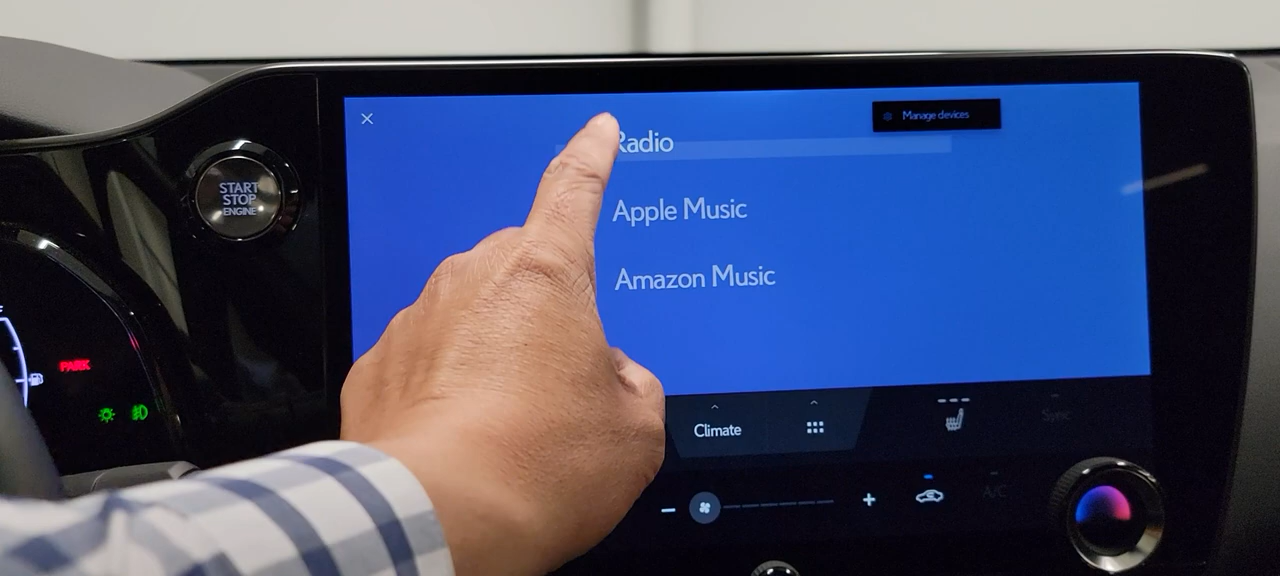 START
STOP
ENGINE
PARK
Radio
Manage devices
Apple Music
Amazon Music
Climate
Sync
A/C